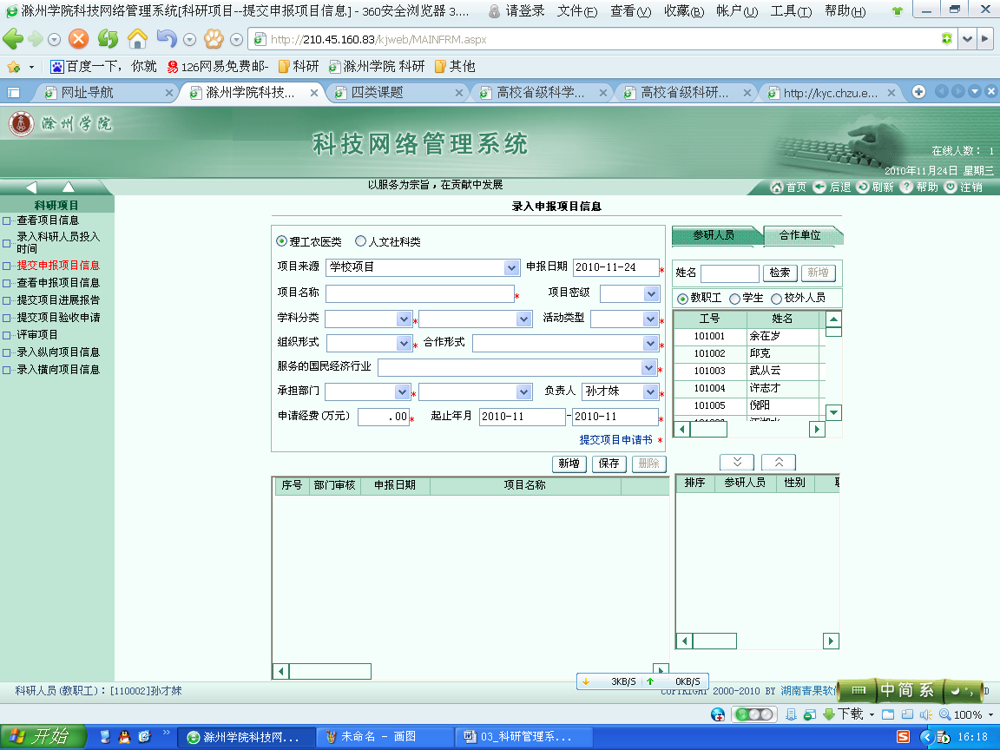 滁州学院科技网络管理系统[科研项目--提交申报项目信息] - 360安全浏览器 3.... 请登录 文件(F) 查看(V) 收藏(B) 帐户(U) 工具(T) 帮助(H)
http://210.45.160.83/kjweb/MAINFRM.aspx
百度一下，你就 126网易免费邮- 科研 滁州学院 科研 其他
网址导航 滁州学院科技... 四类课题 高校省级科学... 高校省级科研... http://kyc.chzu.e...
滁州学院
科技网络管理系统
在线人数： 1
2010年11月24日 星期三
以服务为宗旨，在贡献中发展
首页 后退 刷新 帮助 注销
科研项目
查看项目信息
录入科研人员投入时间
提交申报项目信息
查看申报项目信息
提交项目进展报告
提交项目验收申请
评审项目
录入纵向项目信息
录入横向项目信息
录入申报项目信息
理工农医类 人文社科类
项目来源 学校项目 申报日期 2010-11-24 *
项目名称 * 项目密级
学科分类 * 活动类型 *
组织形式 * 合作形式 *
服务的国民经济行业 *
承担部门 * 负责人 孙才妹 *
申请经费(万元) .00 * 起止年月 2010-11 - 2010-11 *
提交项目申请书 *
新增 保存 删除
序号 部门审核 申报日期 项目名称
参研人员 合作单位
姓名 检索 新增
教职工 学生 校外人员
工号 姓名
101001 余在岁
101002 邱克
101003 武从云
101004 许志才
101005 倪阳
排序 参研人员 性别
3KB/S 0KB/S
科研人员(教职工)：[110002]孙才妹
COPYRIGHT 2000-2010 BY 湖南青果软件
中简系
下载 100%
开始 滁州学院科技网... 未命名 - 画图 03_科研管理系... 16:18